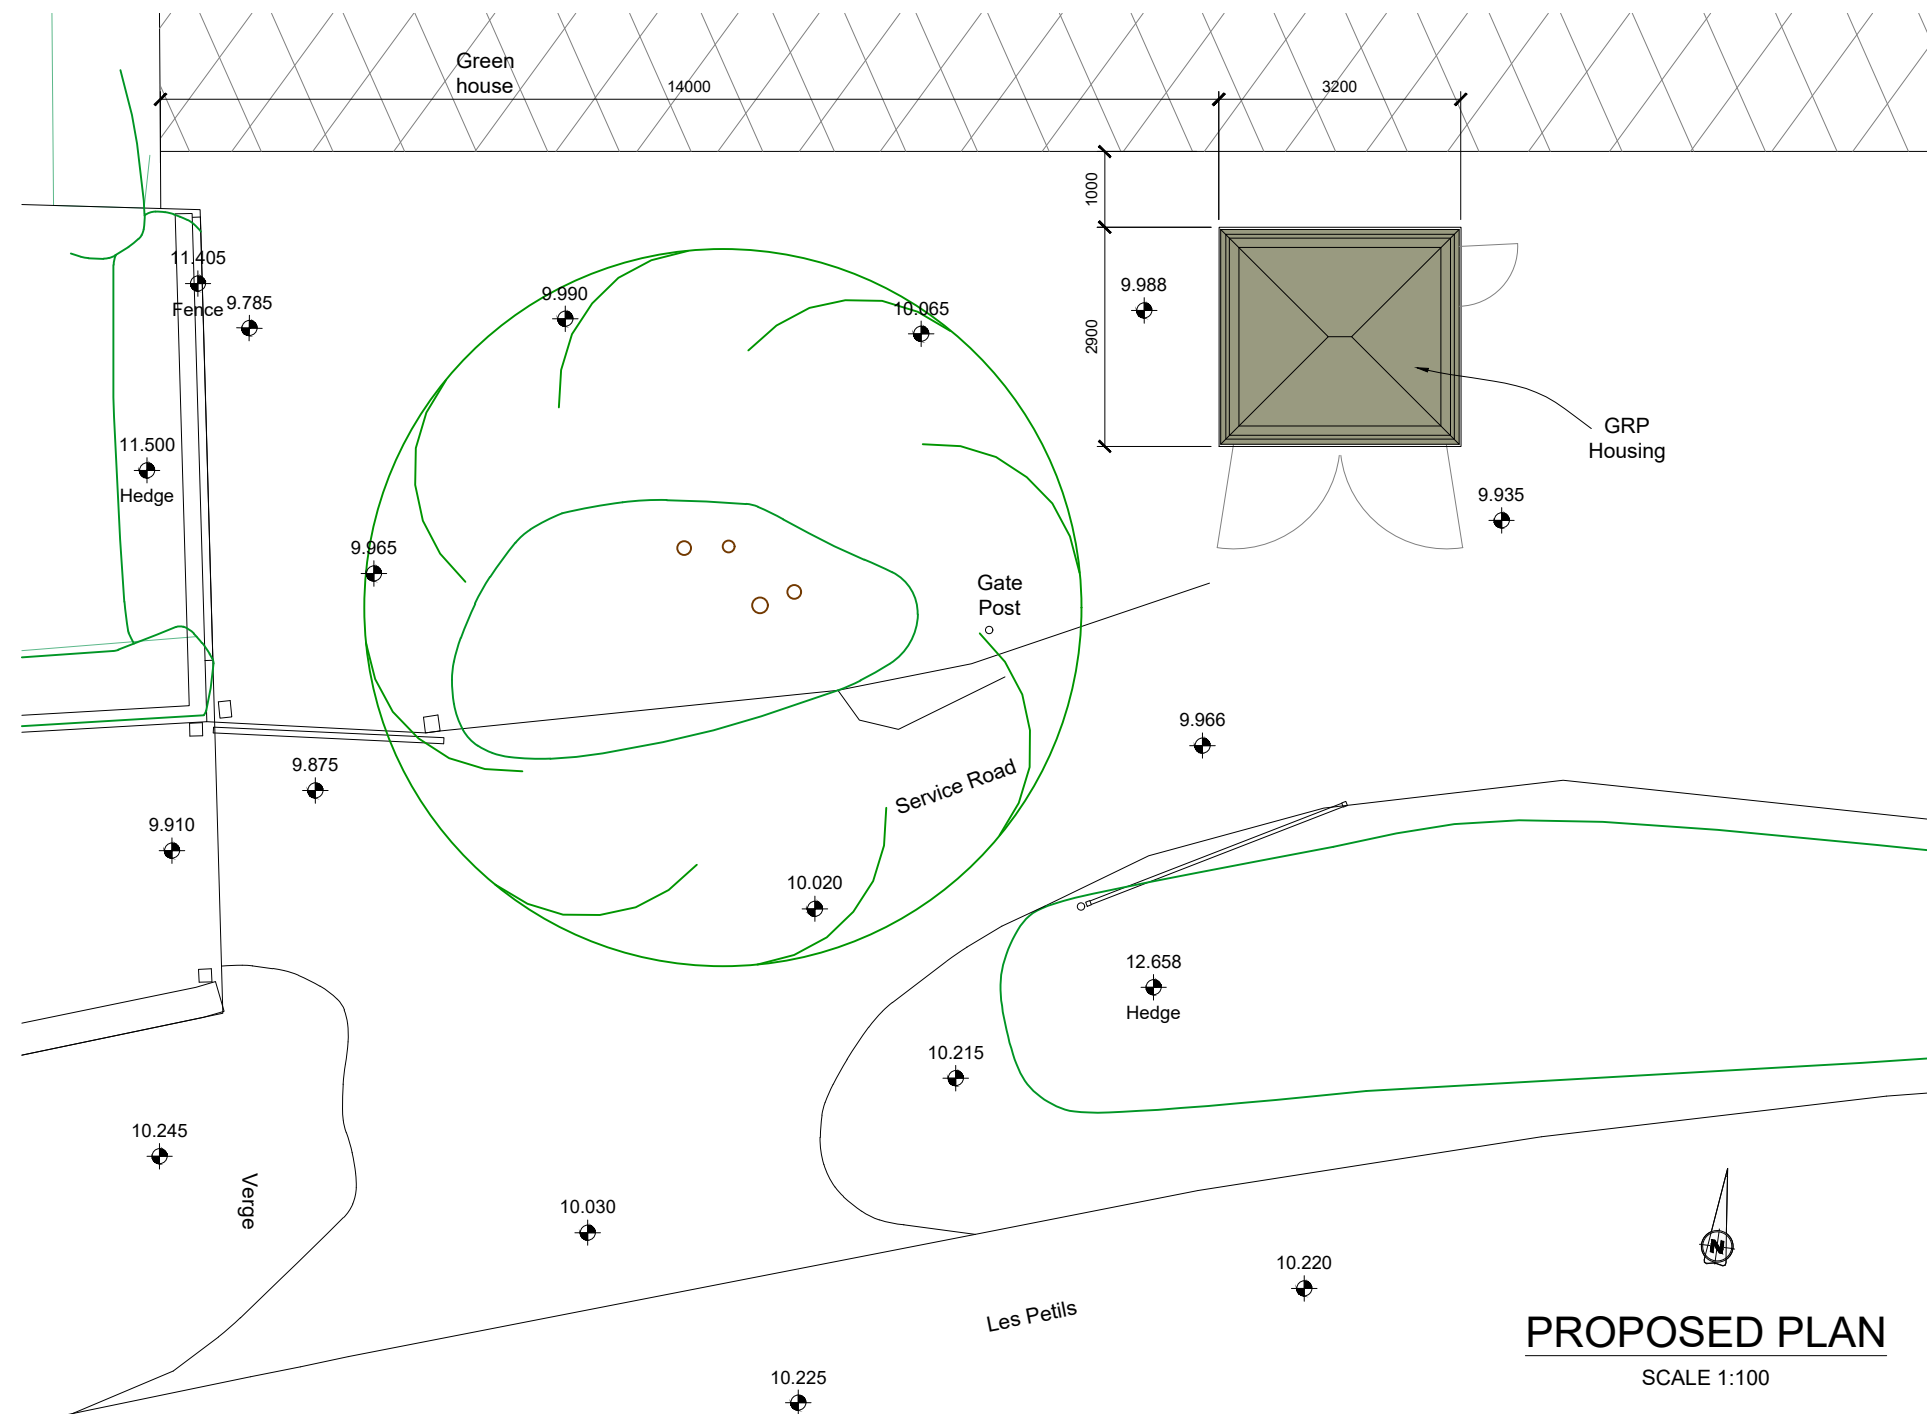 Green
house
14000
3200
1000
11.405
Fence
9.785
9.990
10.065
9.988
2900
GRP
Housing
11.500
Hedge
9.935
9.965
Gate
Post
9.966
9.875
Service Road
9.910
10.020
12.658
Hedge
10.215
10.245
Verge
10.030
10.220
N
Les Petils
PROPOSED PLAN
SCALE 1:100
10.225